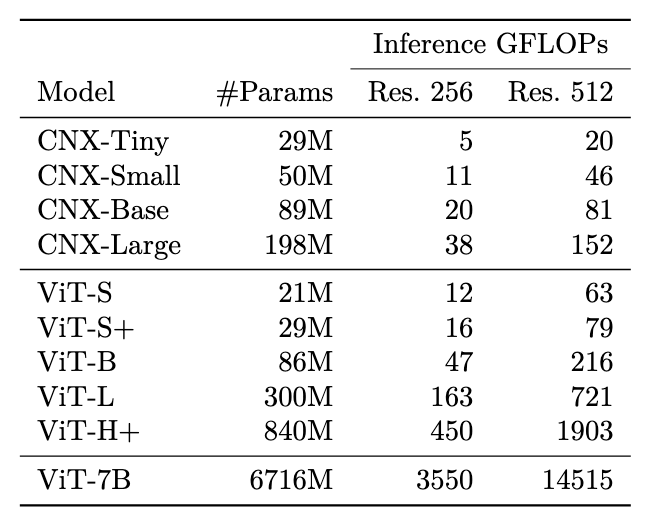 Inference GFLOPs
Model #Params Res. 256 Res. 512
CNX-Tiny 29M 5 20
CNX-Small 50M 11 46
CNX-Base 89M 20 81
CNX-Large 198M 38 152
ViT-S 21M 12 63
ViT-S+ 29M 16 79
ViT-B 86M 47 216
ViT-L 300M 163 721
ViT-H+ 840M 450 1903
ViT-7B 6716M 3550 14515